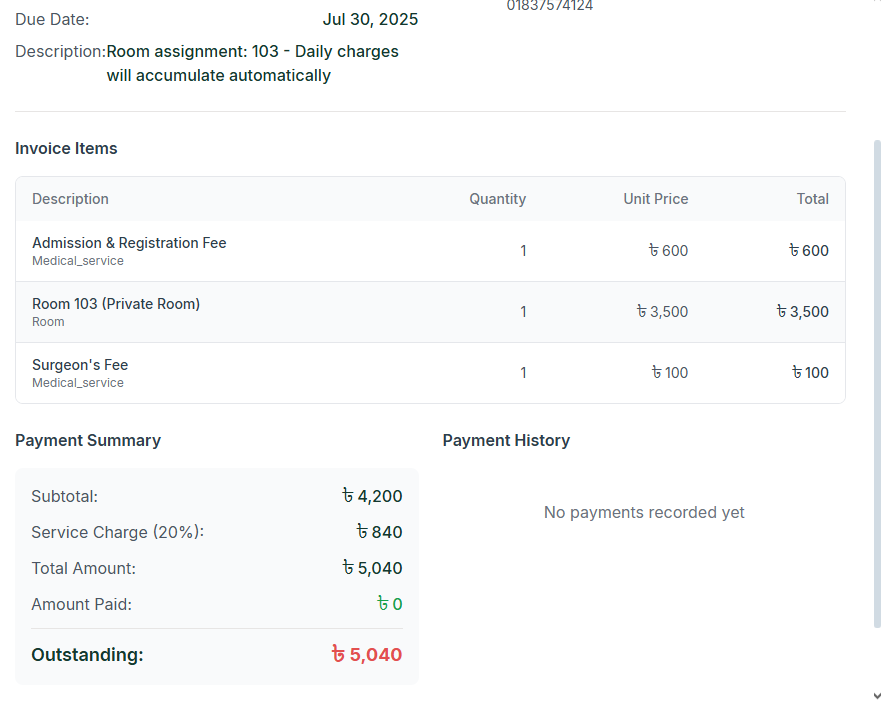 Due Date: Jul 30, 2025
01837574124
Description: Room assignment: 103 - Daily charges
will accumulate automatically
Invoice Items
Description Quantity Unit Price Total
Admission & Registration Fee 1 ৳ 600 ৳ 600
Medical_service
Room 103 (Private Room) 1 ৳ 3,500 ৳ 3,500
Room
Surgeon's Fee 1 ৳ 100 ৳ 100
Medical_service
Payment Summary
Subtotal: ৳ 4,200
Service Charge (20%): ৳ 840
Total Amount: ৳ 5,040
Amount Paid: ৳ 0
Outstanding: ৳ 5,040
Payment History
No payments recorded yet